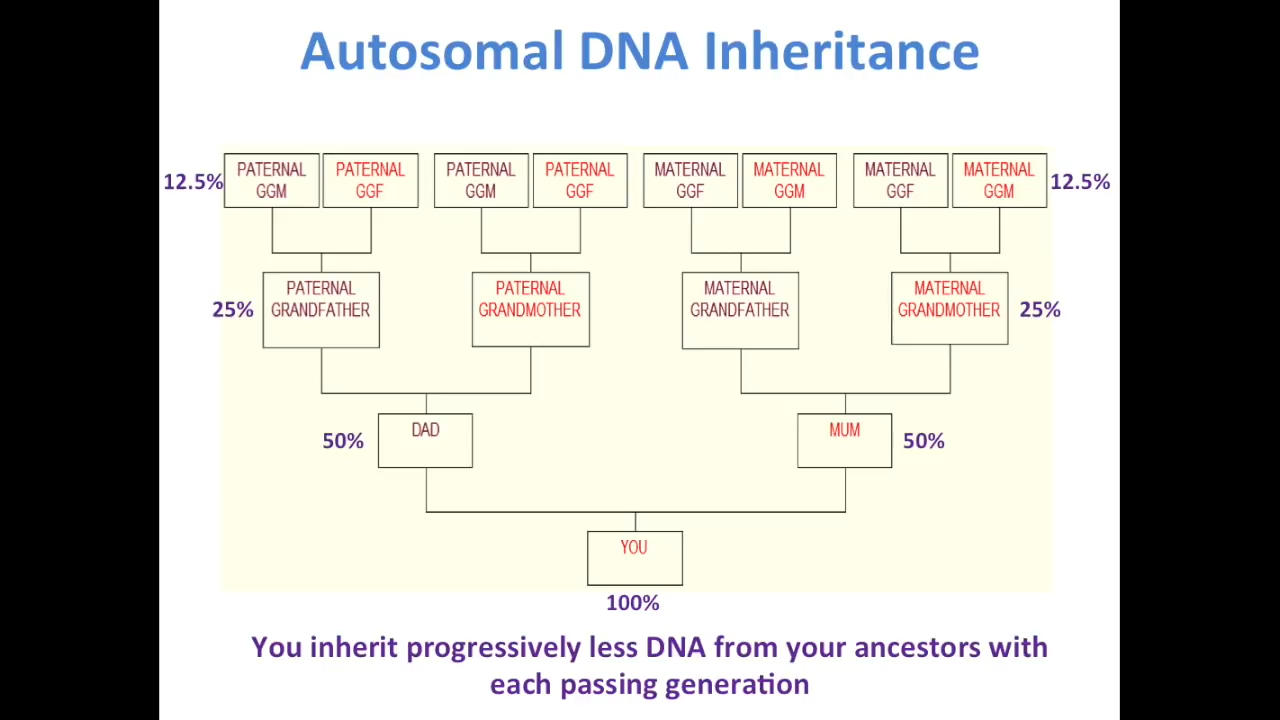 Autosomal DNA Inheritance
12.5%
PATERNAL
GGM
PATERNAL
GGF
PATERNAL
GGM
PATERNAL
GGF
MATERNAL
GGF
MATERNAL
GGM
MATERNAL
GGF
MATERNAL
GGM
12.5%
25%
PATERNAL
GRANDFATHER
PATERNAL
GRANDMOTHER
MATERNAL
GRANDFATHER
MATERNAL
GRANDMOTHER
25%
50%
DAD
MUM
50%
YOU
100%
You inherit progressively less DNA from your ancestors with
each passing generation